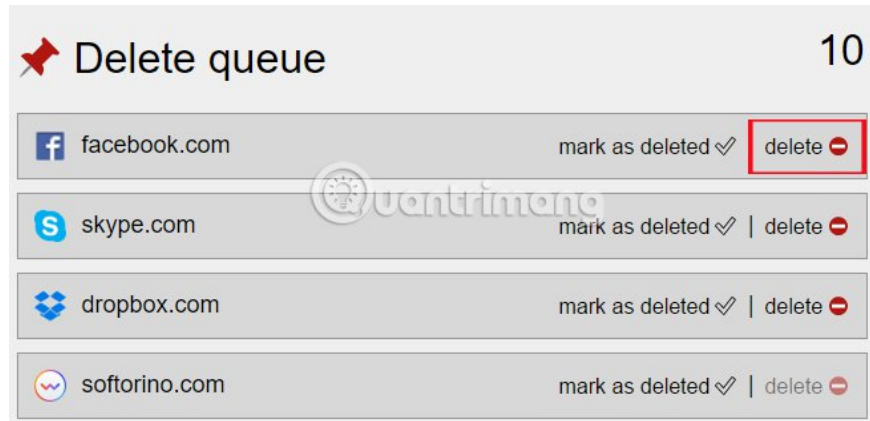 Delete queue 10
facebook.com mark as deleted delete
Quantrimang
skype.com mark as deleted | delete
dropbox.com mark as deleted | delete
softorino.com mark as deleted | delete